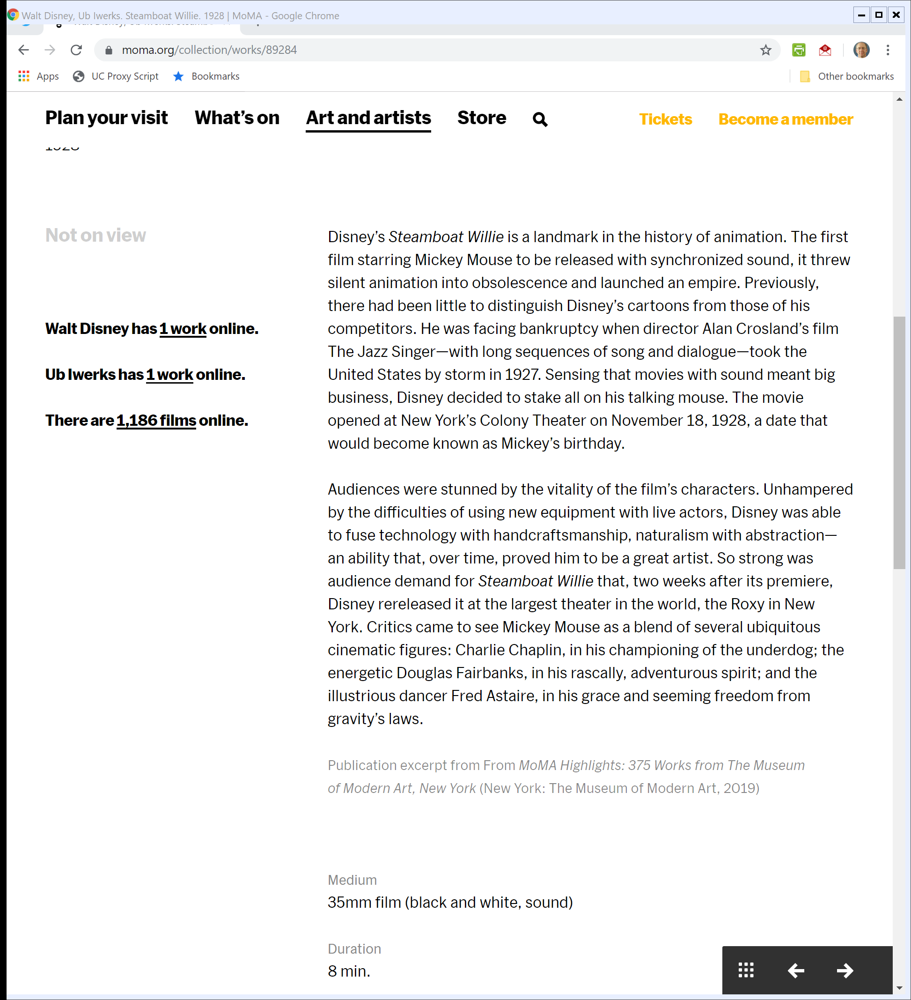 Walt Disney, Ub Iwerks. Steamboat Willie. 1928 | MoMA - Google Chrome
moma.org/collection/works/89284
Apps UC Proxy Script Bookmarks Other bookmarks
Plan your visit What's on Art and artists Store Tickets Become a member
1928
Not on view
Walt Disney has 1 work online.
Ub Iwerks has 1 work online.
There are 1,186 films online.
Disney's Steamboat Willie is a landmark in the history of animation. The first
film starring Mickey Mouse to be released with synchronized sound, it threw
silent animation into obsolescence and launched an empire. Previously,
there had been little to distinguish Disney's cartoons from those of his
competitors. He was facing bankruptcy when director Alan Crosland's film
The Jazz Singer—with long sequences of song and dialogue—took the
United States by storm in 1927. Sensing that movies with sound meant big
business, Disney decided to stake all on his talking mouse. The movie
opened at New York's Colony Theater on November 18, 1928, a date that
would become known as Mickey's birthday.
Audiences were stunned by the vitality of the film's characters. Unhampered
by the difficulties of using new equipment with live actors, Disney was able
to fuse technology with handcraftsmanship, naturalism with abstraction—
an ability that, over time, proved him to be a great artist. So strong was
audience demand for Steamboat Willie that, two weeks after its premiere,
Disney rereleased it at the largest theater in the world, the Roxy in New
York. Critics came to see Mickey Mouse as a blend of several ubiquitous
cinematic figures: Charlie Chaplin, in his championing of the underdog; the
energetic Douglas Fairbanks, in his rascally, adventurous spirit; and the
illustrious dancer Fred Astaire, in his grace and seeming freedom from
gravity's laws.
Publication excerpt from From MoMA Highlights: 375 Works from The Museum
of Modern Art, New York (New York: The Museum of Modern Art, 2019)
Medium
35mm film (black and white, sound)
Duration
8 min.